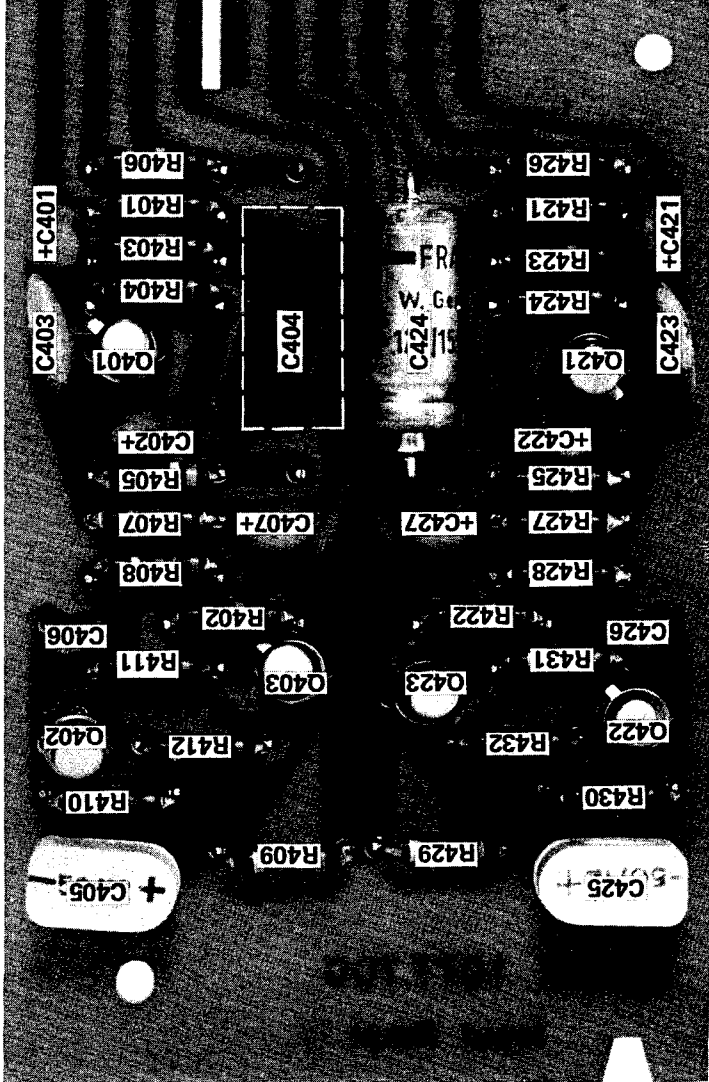 R406
R426
R401
R421
+C401
+C421
R403
R423
FRA
R404
R424
W. Ge
C403
Q401
C404
C424
/15
Q421
C423
C402+
+C422
R405
R425
R407
C407+
+C427
R427
R408
R428
R402
R422
C406
C426
R411
Q403
Q423
R431
Q402
R412
R432
Q422
R410
R430
R409
R429
+ C405 −
C425 +